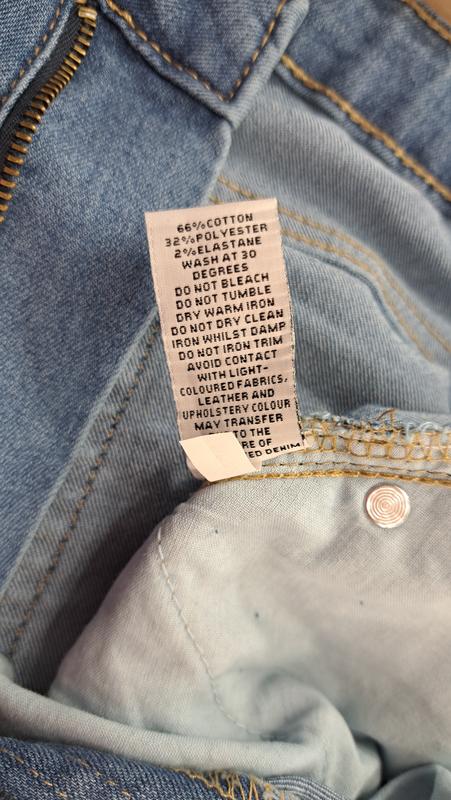 66%COTTON
32%POLYESTER
2%ELASTANE
WASH AT 30
DEGREES
DO NOT BLEACH
DO NOT TUMBLE
DRY WARM IRON
DO NOT DRY CLEAN
IRON WHILST DAMP
DO NOT IRON TRIM
AVOID CONTACT
WITH LIGHT-
COLOURED FABRICS,
LEATHER AND
UPHOLSTERY COLOUR
MAY TRANSFER
TO THE
OF
DENIM